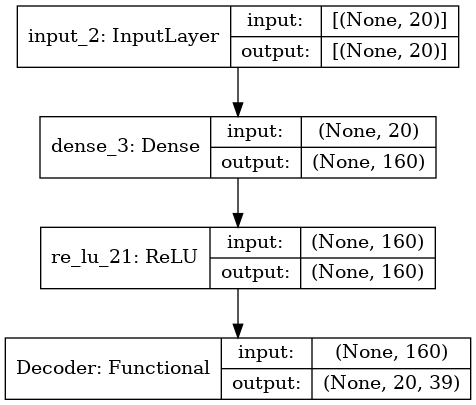 input_2: InputLayer
input:
[(None, 20)]
output:
[(None, 20)]
dense_3: Dense
input:
(None, 20)
output:
(None, 160)
re_lu_21: ReLU
input:
(None, 160)
output:
(None, 160)
Decoder: Functional
input:
(None, 160)
output:
(None, 20, 39)